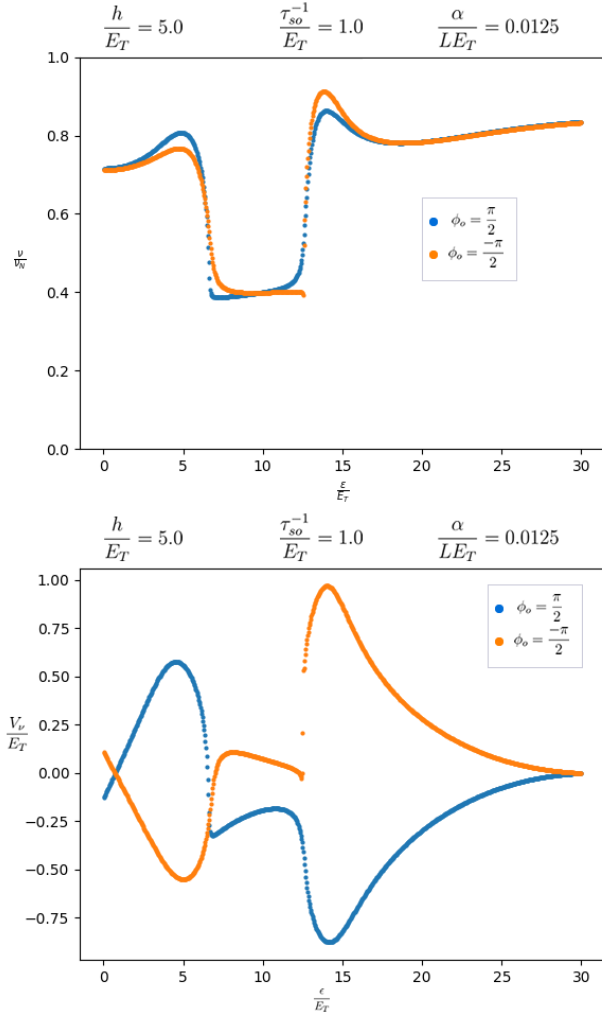 h/E_T = 5.0    τ_so^{-1}/E_T = 1.0    α/LE_T = 0.0125
1.0
0.8
0.6
0.4
0.2
0.0
ν/ν_N
ϕ_o = π/2
ϕ_o = -π/2
0 5 10 15 20 25 30
ε/E_T
h/E_T = 5.0    τ_so^{-1}/E_T = 1.0    α/LE_T = 0.0125
1.00
0.75
0.50
0.25
0.00
-0.25
-0.50
-0.75
V_ν/E_T
ϕ_o = π/2
ϕ_o = -π/2
0 5 10 15 20 25 30
ϵ/E_T